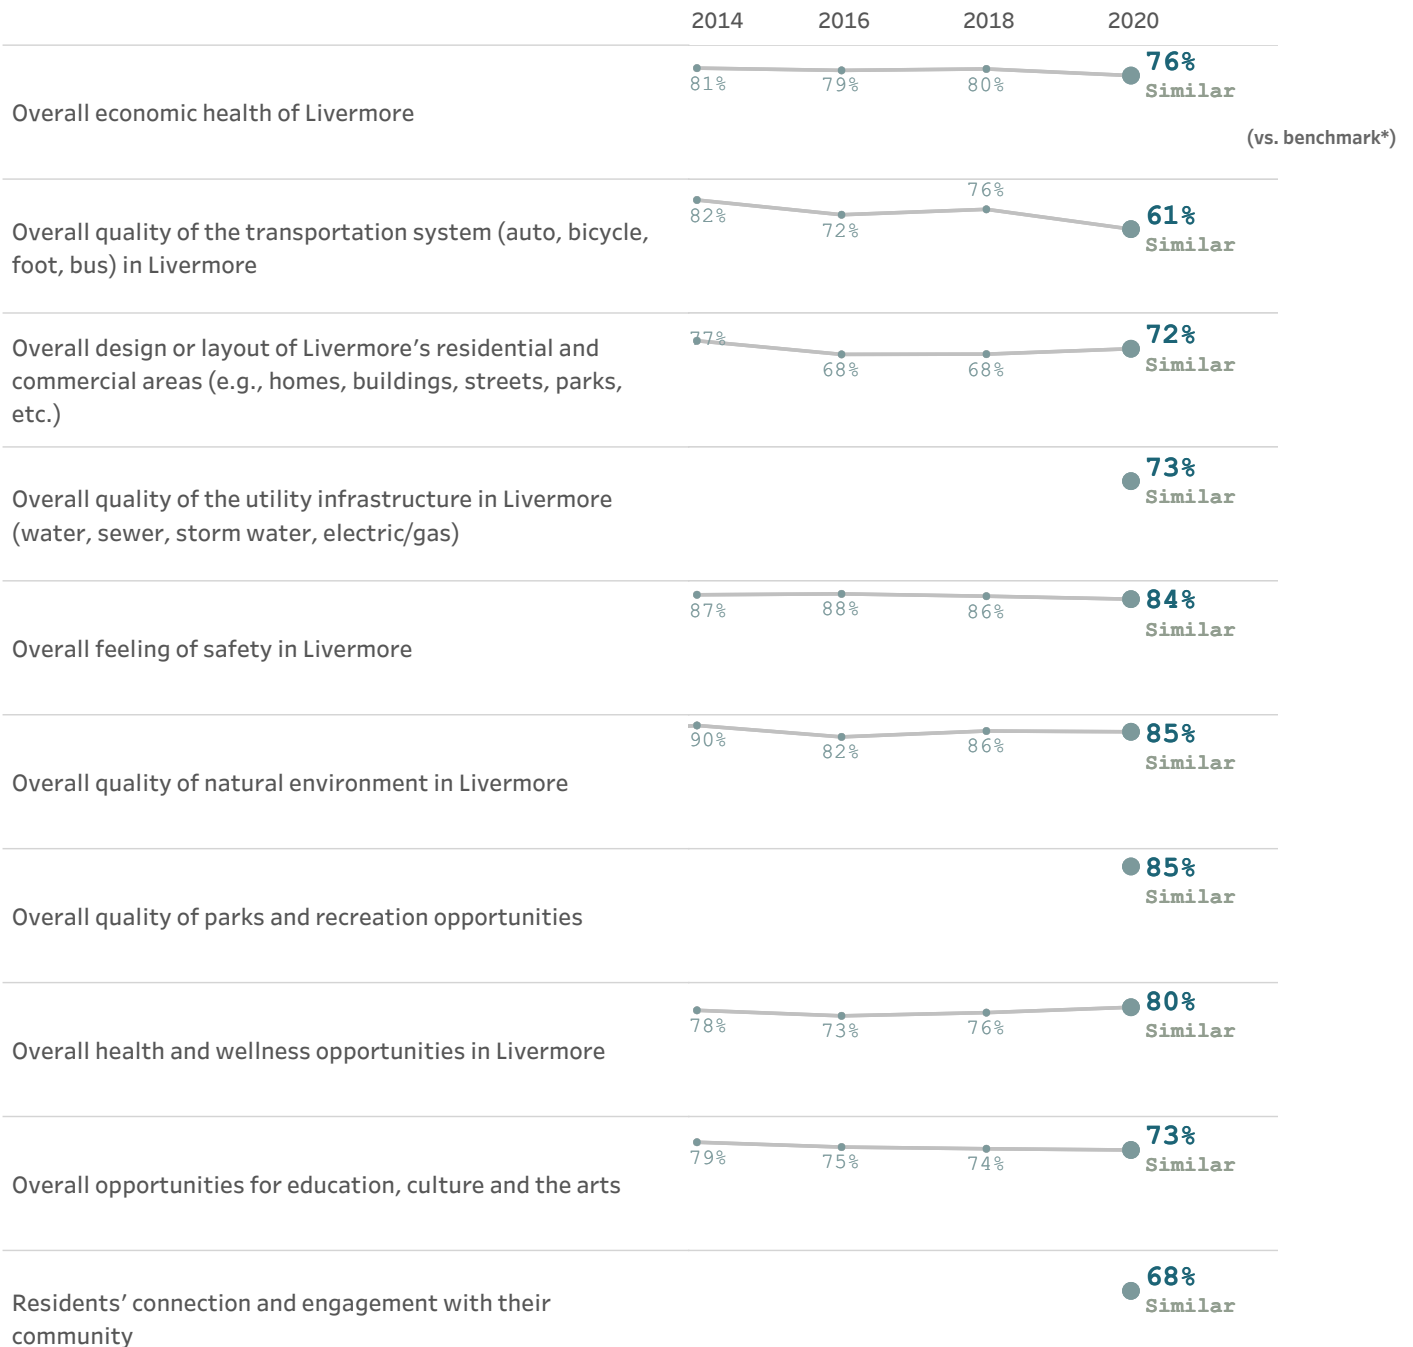 2014 2016 2018 2020
76%
81% 79% 80% Similar
Overall economic health of Livermore
(vs. benchmark*)
76%
82% 61%
Overall quality of the transportation system (auto, bicycle, 72% Similar
foot, bus) in Livermore
77% 72%
Overall design or layout of Livermore’s residential and
commercial areas (e.g., homes, buildings, streets, parks, 68% 68% Similar
etc.)
73%
Overall quality of the utility infrastructure in Livermore Similar
(water, sewer, storm water, electric/gas)
87% 88% 86% 84%
Similar
Overall feeling of safety in Livermore
90% 82% 86% 85%
Similar
Overall quality of natural environment in Livermore
85%
Similar
Overall quality of parks and recreation opportunities
80%
78% 73% 76% Similar
Overall health and wellness opportunities in Livermore
73%
79% 75% 74% Similar
Overall opportunities for education, culture and the arts
68%
Residents’ connection and engagement with their Similar
community